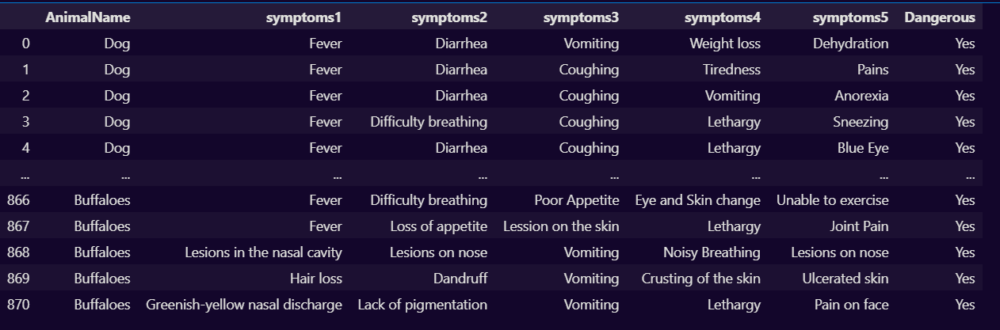 AnimalName symptoms1 symptoms2 symptoms3 symptoms4 symptoms5 Dangerous
0 Dog Fever Diarrhea Vomiting Weight loss Dehydration Yes
1 Dog Fever Diarrhea Coughing Tiredness Pains Yes
2 Dog Fever Diarrhea Coughing Vomiting Anorexia Yes
3 Dog Fever Difficulty breathing Coughing Lethargy Sneezing Yes
4 Dog Fever Diarrhea Coughing Lethargy Blue Eye Yes
... ... ... ... ... ... ... ...
866 Buffaloes Fever Difficulty breathing Poor Appetite Eye and Skin change Unable to exercise Yes
867 Buffaloes Fever Loss of appetite Lession on the skin Lethargy Joint Pain Yes
868 Buffaloes Lesions in the nasal cavity Lesions on nose Vomiting Noisy Breathing Lesions on nose Yes
869 Buffaloes Hair loss Dandruff Vomiting Crusting of the skin Ulcerated skin Yes
870 Buffaloes Greenish-yellow nasal discharge Lack of pigmentation Vomiting Lethargy Pain on face Yes